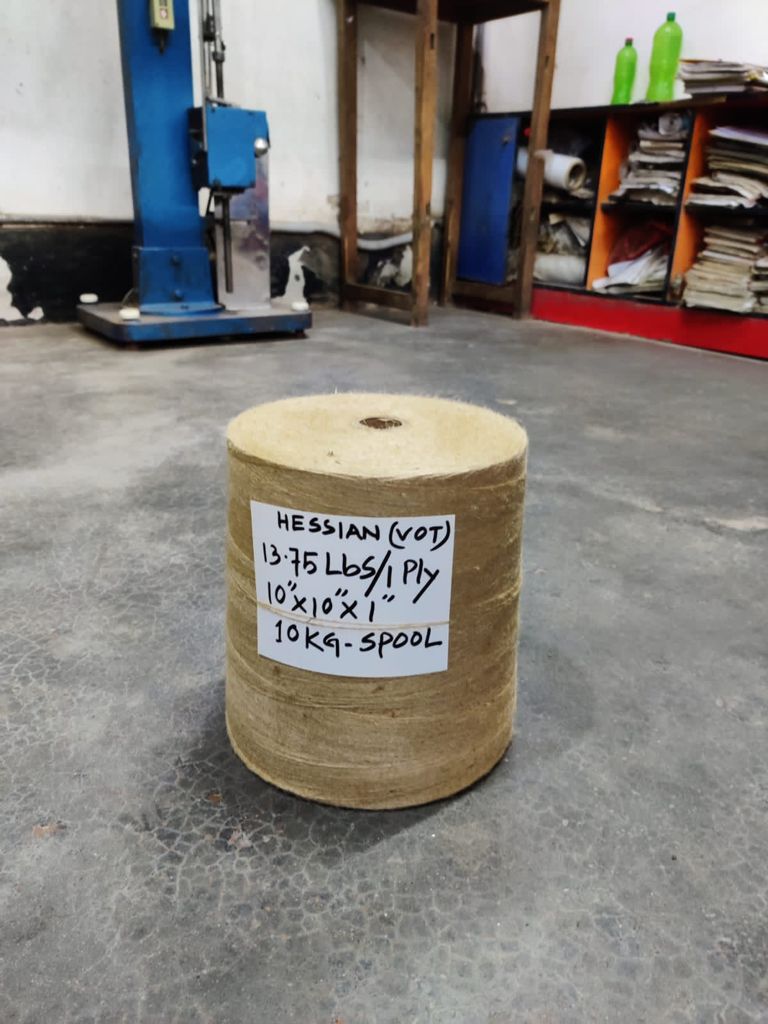 HESSIAN (VOT)
13.75 Lbs/1 Ply
10"X10"X1"
10KG-SPOOL